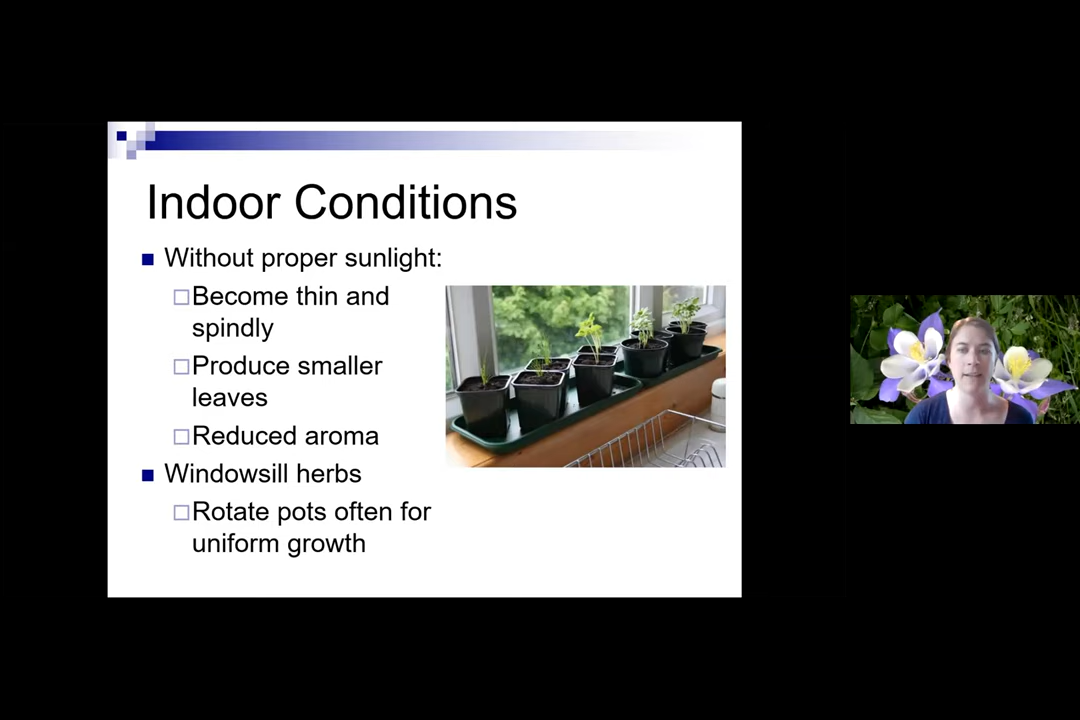 Indoor Conditions
Without proper sunlight:
Become thin and
spindly
Produce smaller
leaves
Reduced aroma
Windowsill herbs
Rotate pots often for
uniform growth